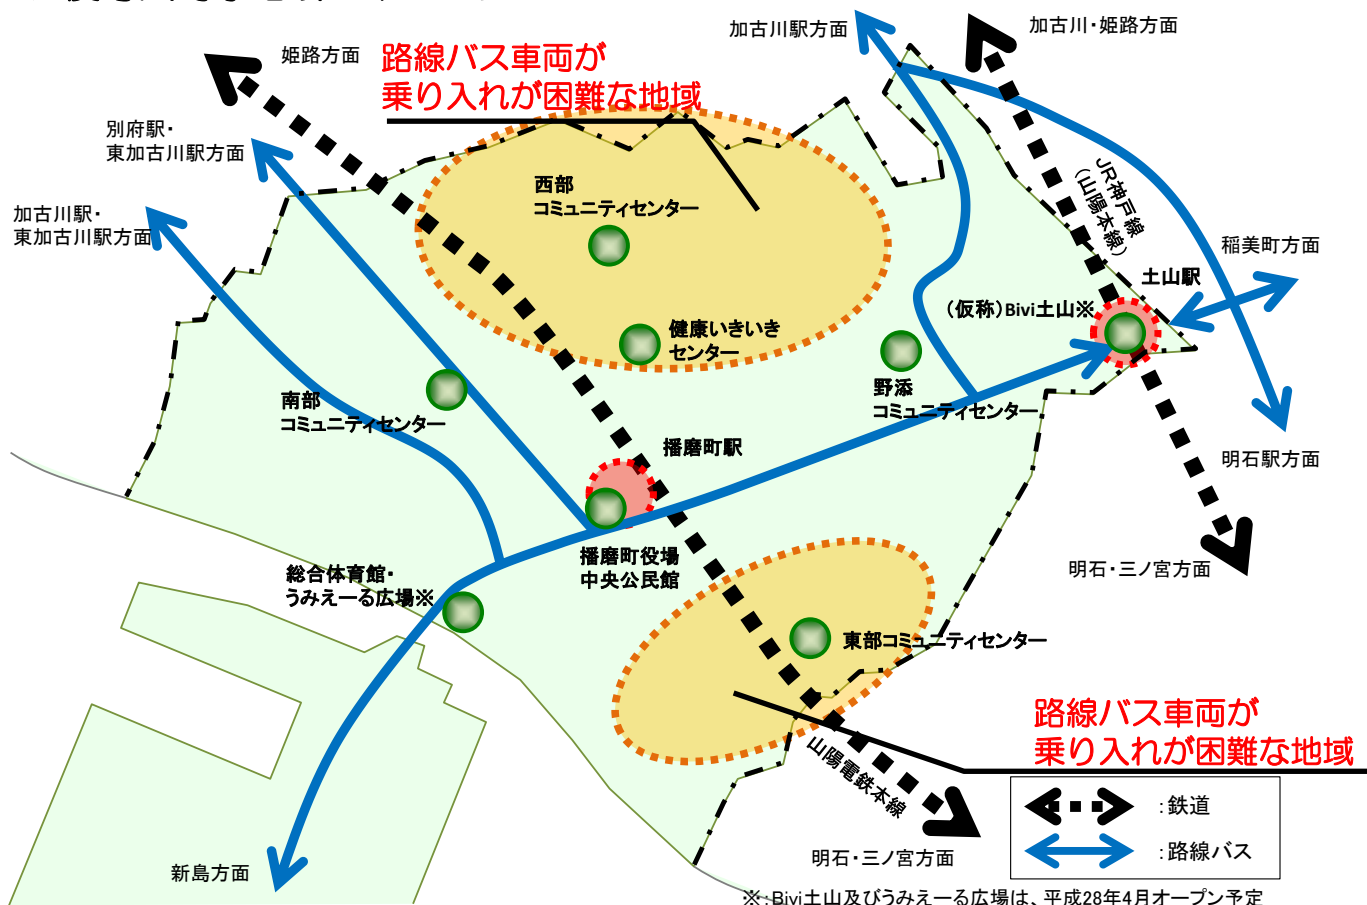 加古川駅方面
加古川・姫路方面
姫路方面
路線バス車両が
乗り入れが困難な地域
別府駅・
東加古川駅方面
加古川駅・
東加古川駅方面
西部
コミュニティセンター
JR神戸線
（山陽本線）
稲美町方面
土山駅
（仮称）Bivi土山※
健康いきいき
センター
野添
コミュニティセンター
南部
コミュニティセンター
播磨町駅
明石駅方面
播磨町役場
中央公民館
総合体育館・
うみえーる広場※
明石・三ノ宮方面
東部コミュニティセンター
路線バス車両が
乗り入れが困難な地域
山陽電鉄本線
：鉄道
：路線バス
明石・三ノ宮方面
新島方面
※：Bivi土山及びうみえーる広場は、平成28年4月オープン予定